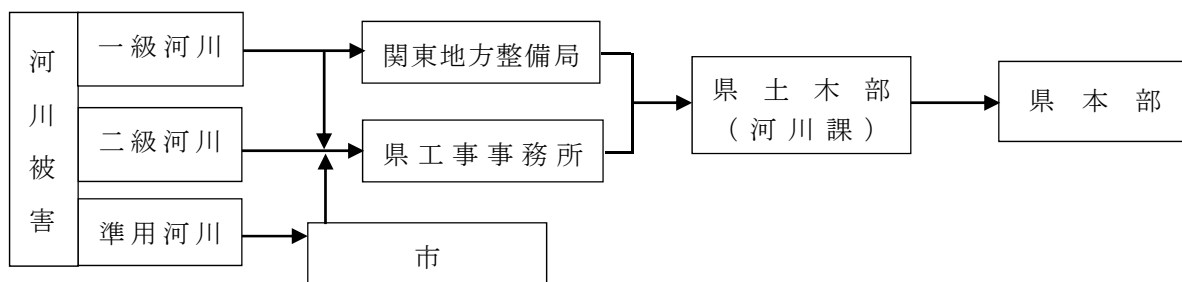 河川被害
一級河川
二級河川
準用河川
関東地方整備局
県工事事務所
市
県土木部
(河川課)
県本部